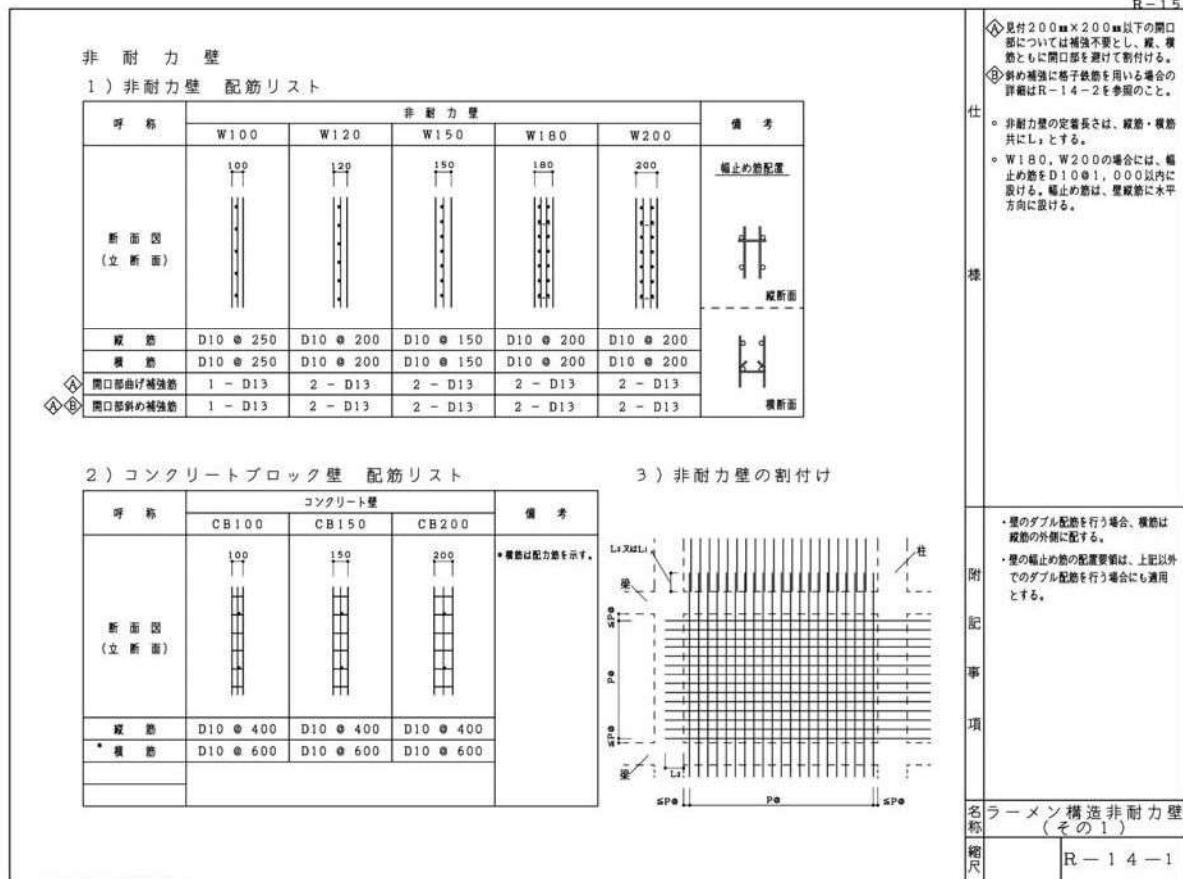 R-15
非 耐 力 壁
1）非耐力壁 配筋リスト
呼 称
非 耐 力 壁
備 考
W100
W120
W150
W180
W200
断 面 図
（立 断 面）
100
120
150
180
200
幅止め筋配置
縦断面
横断面
縦 筋
D10 @ 250
D10 @ 200
D10 @ 150
D10 @ 200
D10 @ 200
横 筋
D10 @ 250
D10 @ 200
D10 @ 150
D10 @ 200
D10 @ 200
A
開口部曲げ補強筋
1 - D13
2 - D13
2 - D13
2 - D13
2 - D13
A B
開口部斜め補強筋
1 - D13
2 - D13
2 - D13
2 - D13
2 - D13
2）コンクリートブロック壁 配筋リスト
呼 称
コンクリート壁
備 考
CB100
CB150
CB200
断 面 図
（立 断 面）
100
150
200
*横筋は配力筋を示す。
縦 筋
D10 @ 400
D10 @ 400
D10 @ 400
* 横 筋
D10 @ 600
D10 @ 600
D10 @ 600
3）非耐力壁の割付け
柱
梁
≦P@
P@
≦P@
梁
≦P@
P@
≦P@
仕 様
A 見付200㎜×200㎜以下の開口
部については補強不要とし、縦、横
筋ともに開口部を避けて割付ける。
B 斜め補強に格子鉄筋を用いる場合の
詳細はR-14-2を参照のこと。
○ 非耐力壁の定着長さは、縦筋・横筋
共にL₂とする。
○ W180，W200の場合には、幅
止め筋をD10@1，000以内に
設ける。幅止め筋は、壁縦筋に水平
方向に設ける。
附 記 事 項
・壁のダブル配筋を行う場合、横筋は
縦筋の外側に配する。
・壁の幅止め筋の配置要領は、上記以外
でのダブル配筋を行う場合にも適用
とする。
名称
ラーメン構造非耐力壁
（その1）
縮尺
R－14－1